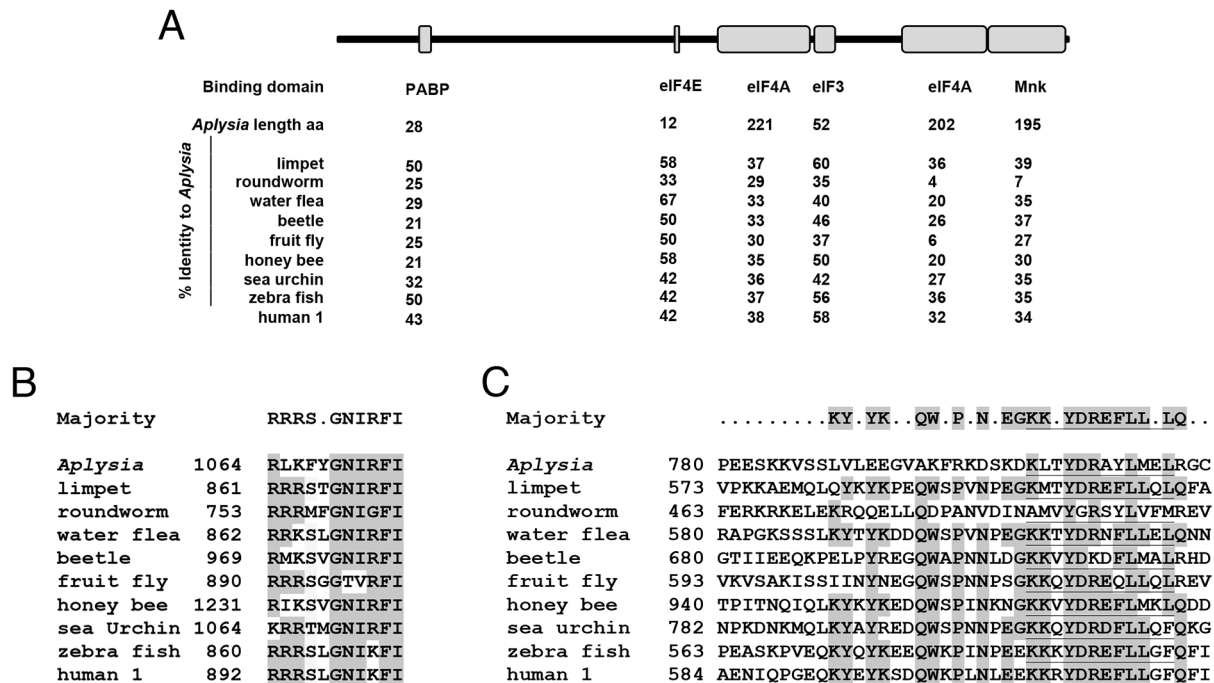 A
Binding domain PABP eIF4E eIF4A eIF3 eIF4A Mnk
Aplysia length aa 28 12 221 52 202 195
% Identity to Aplysia
limpet 50 58 37 60 36 39
roundworm 25 33 29 35 4 7
water flea 29 67 33 40 20 35
beetle 21 50 33 46 26 37
fruit fly 25 50 30 37 6 27
honey bee 21 58 35 50 20 30
sea urchin 32 42 36 42 27 35
zebra fish 50 42 37 56 36 35
human 1 43 42 38 58 32 34
B
Majority RRRS.GNIRFI
Aplysia 1064 RLKFYGNIRFI
limpet 861 RRRSTGNIRFI
roundworm 753 RRRMFGNIGFI
water flea 862 RRKSLGNIRFI
beetle 969 RMKSVGNIRFI
fruit fly 890 RRRSGGTVRFI
honey bee 1231 RIKSVGNIRFI
sea Urchin 1064 KRRTMGNIRFI
zebra fish 860 RRRSLGNIKFI
human 1 892 RRRSLGNIKFI
C
Majority .........KY.YK..QW.P.N.EGKK.YDREFLL.LQ..
Aplysia 780 PEESKKVSSLVLEEGVAKFRKDSKDKLTYDRAYLMELRGC
limpet 573 VPKKAEMQLQYKYKPEQWSPVNPEGKMTYDREFLLQLQFA
roundworm 463 FERKRKELEKRQQELLQDPANVDINAMVYGRSYLVFMREV
water flea 580 RAPGKSSSLKYTYKDDQWSPVNPEGKKTYDRNFLLELQNN
beetle 680 GTIIEEQKPELPYREGQWAPNNLDGKKVYDKDFLMALRHD
fruit fly 593 VKVSAKISSIIINYNEGQWSPNNPSGKKQYDREQLLQLREV
honey bee 940 TPITNQIQLKYKYKEDQWSPINKNGKKVYDREFLMKLQDD
sea urchin 782 NPKDNKMQLKYAYREDQWSPINPEGKKQYDRDFLLQFQKG
zebra fish 563 PEASKPVEQKYQYKEEQWKPINPEEKKRYDREFLLGFQFI
human 1 584 AENIQPGEQKYEYKSDQWKPLNLEEKKRYDREFLLGFQFI